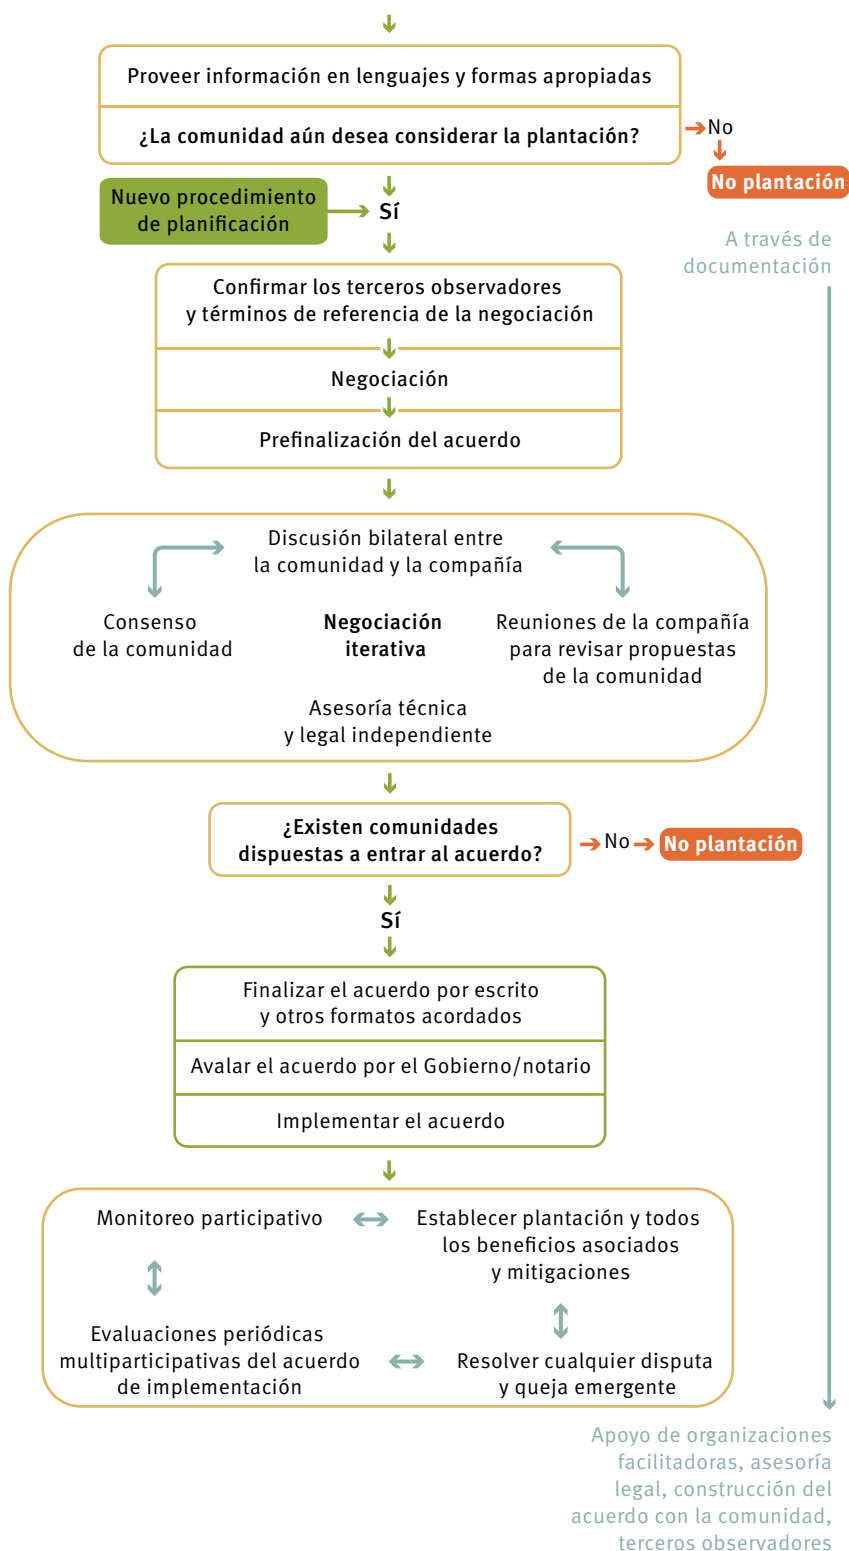 Proveer información en lenguajes y formas apropiadas
¿La comunidad aún desea considerar la plantación?
No
No plantación
Nuevo procedimiento
de planificación
Sí
A través de
documentación
Confirmar los terceros observadores
y términos de referencia de la negociación
Negociación
Prefinalización del acuerdo
Discusión bilateral entre
la comunidad y la compañía
Consenso
de la comunidad
Negociación
iterativa
Reuniones de la compañía
para revisar propuestas
de la comunidad
Asesoría técnica
y legal independiente
¿Existen comunidades
dispuestas a entrar al acuerdo?
No
No plantación
Sí
Finalizar el acuerdo por escrito
y otros formatos acordados
Avalar el acuerdo por el Gobierno/notario
Implementar el acuerdo
Monitoreo participativo
Establecer plantación y todos
los beneficios asociados
y mitigaciones
Evaluaciones periódicas
multiparticipativas del acuerdo
de implementación
Resolver cualquier disputa
y queja emergente
Apoyo de organizaciones
facilitadoras, asesoría
legal, construcción del
acuerdo con la comunidad,
terceros observadores